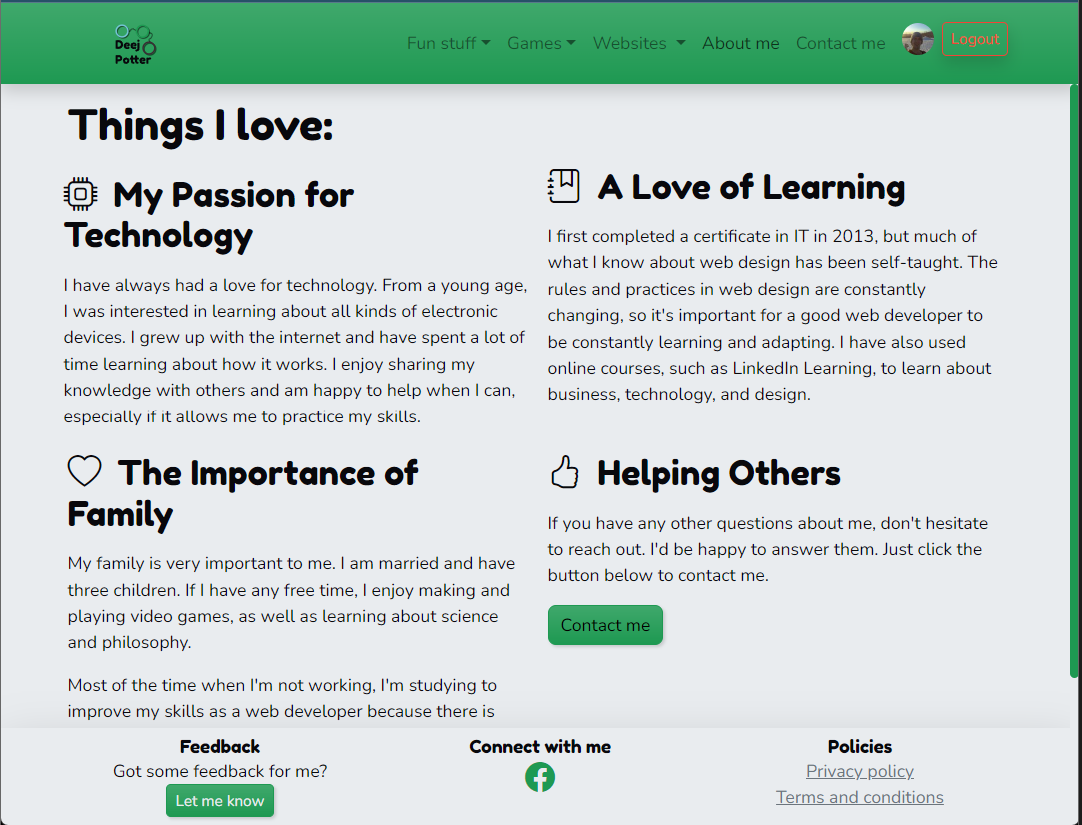 Deej
Potter
Fun stuff
Games
Websites
About me
Contact me
Logout
Things I love:
My Passion for
Technology
I have always had a love for technology. From a young age,
I was interested in learning about all kinds of electronic
devices. I grew up with the internet and have spent a lot of
time learning about how it works. I enjoy sharing my
knowledge with others and am happy to help when I can,
especially if it allows me to practice my skills.
A Love of Learning
I first completed a certificate in IT in 2013, but much of
what I know about web design has been self-taught. The
rules and practices in web design are constantly
changing, so it's important for a good web developer to
be constantly learning and adapting. I have also used
online courses, such as LinkedIn Learning, to learn about
business, technology, and design.
The Importance of
Family
My family is very important to me. I am married and have
three children. If I have any free time, I enjoy making and
playing video games, as well as learning about science
and philosophy.
Most of the time when I'm not working, I'm studying to
improve my skills as a web developer because there is
Helping Others
If you have any other questions about me, don't hesitate
to reach out. I'd be happy to answer them. Just click the
button below to contact me.
Contact me
Feedback
Got some feedback for me?
Let me know
Connect with me
Policies
Privacy policy
Terms and conditions